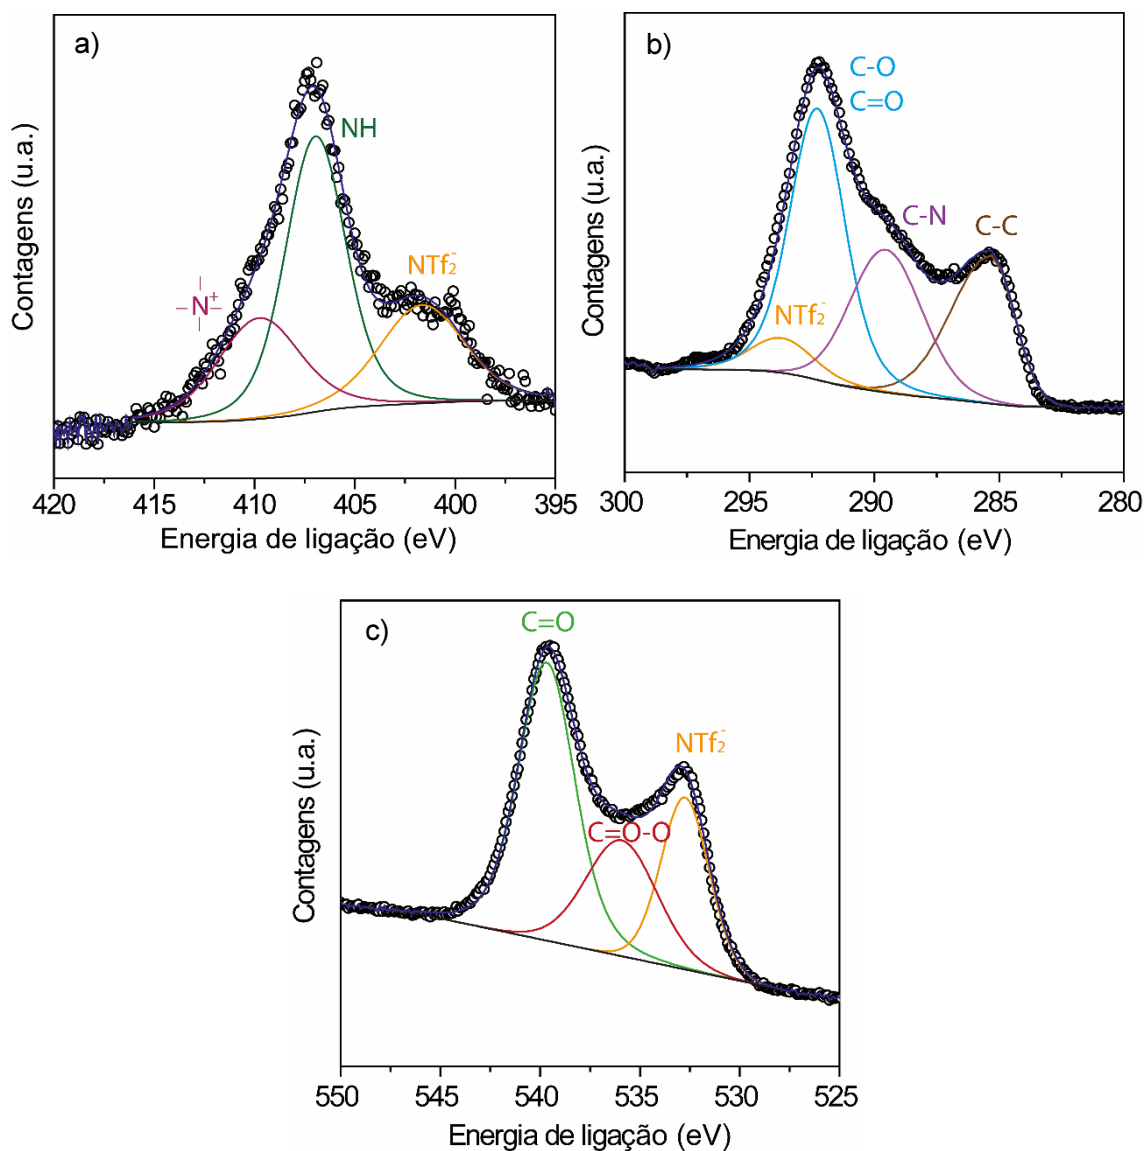 a)
NH
NTf₂⁻
–N⁺–
Contagens (u.a.)
420 415 410 405 400 395
Energia de ligação (eV)
b)
C-O
C=O
C-N
C-C
NTf₂⁻
Contagens (u.a.)
300 295 290 285 280
Energia de ligação (eV)
c)
C=O
NTf₂⁻
C=O-O
Contagens (u.a.)
550 545 540 535 530 525
Energia de ligação (eV)